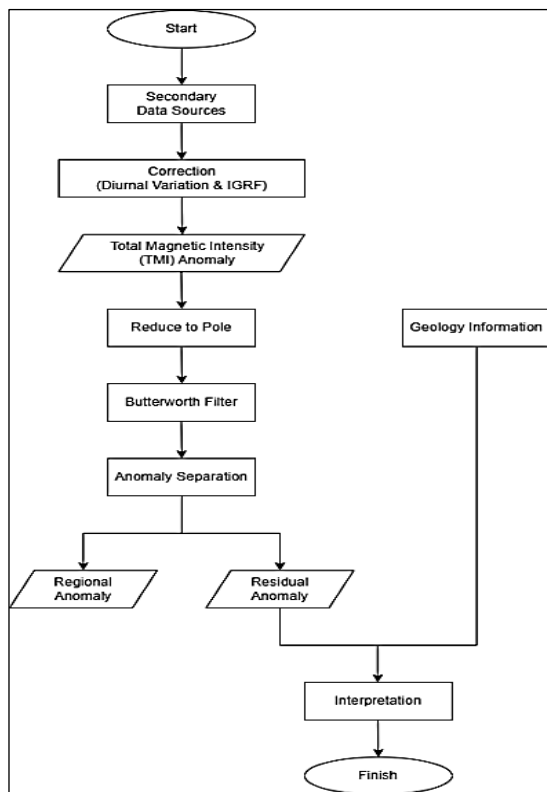 Start
Secondary
Data Sources
Correction
(Diurnal Variation & IGRF)
Total Magnetic Intensity
(TMI) Anomaly
Reduce to Pole
Geology Information
Butterworth Filter
Anomaly Separation
Regional
Anomaly
Residual
Anomaly
Interpretation
Finish